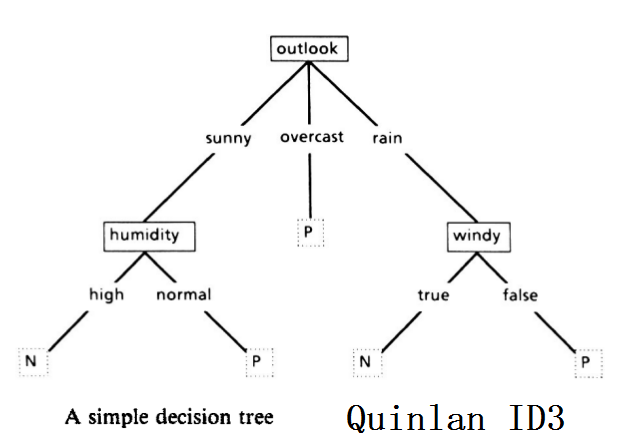 outlook
sunny overcast rain
humidity P windy
high normal true false
N P N P
A simple decision tree Quinlan ID3